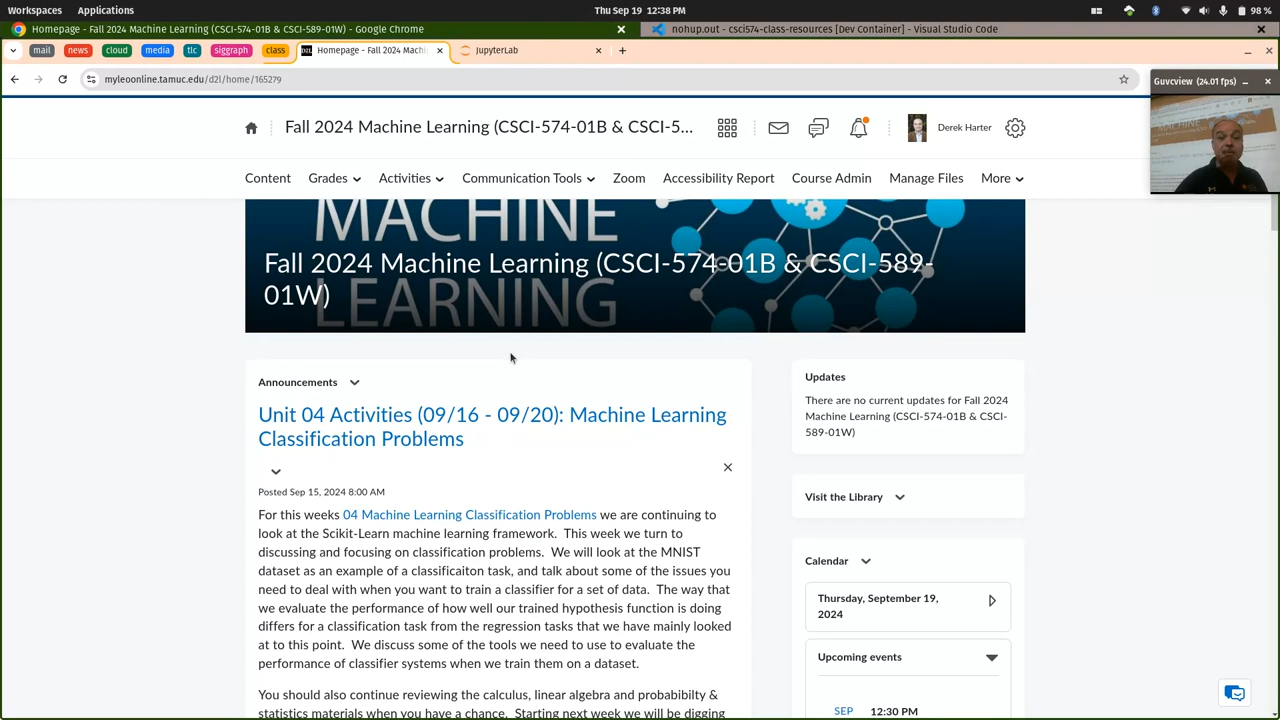 Workspaces Applications Thu Sep 19 12:38 PM 98 %
Homepage - Fall 2024 Machine Learning (CSCI-574-01B & CSCI-589-01W) - Google Chrome
nohup.out - csci574-class-resources [Dev Container] - Visual Studio Code
mail news cloud media tlc siggraph class Homepage - Fall 2024 Machi JupyterLab
myleoonline.tamuc.edu/d2l/home/165279
Guvcview (24.01 fps)
Fall 2024 Machine Learning (CSCI-574-01B & CSCI-5...
Derek Harter
Content Grades Activities Communication Tools Zoom Accessibility Report Course Admin Manage Files More
MACHINE
LEARNING
Fall 2024 Machine Learning (CSCI-574-01B & CSCI-589-
01W)
Announcements
Unit 04 Activities (09/16 - 09/20): Machine Learning
Classification Problems
Posted Sep 15, 2024 8:00 AM
For this weeks 04 Machine Learning Classification Problems we are continuing to
look at the Scikit-Learn machine learning framework. This week we turn to
discussing and focusing on classification problems. We will look at the MNIST
dataset as an example of a classificaiton task, and talk about some of the issues you
need to deal with when you want to train a classifier for a set of data. The way that
we evaluate the performance of how well our trained hypothesis function is doing
differs for a classification task from the regression tasks that we have mainly looked
at to this point. We discuss some of the tools we need to use to evaluate the
performance of classifier systems when we train them on a dataset.
You should also continue reviewing the calculus, linear algebra and probabilty &
statistics materials when you have a chance. Starting next week we will be digging
Updates
There are no current updates for Fall 2024
Machine Learning (CSCI-574-01B & CSCI-
589-01W)
Visit the Library
Calendar
Thursday, September 19,
2024
Upcoming events
SEP 12:30 PM